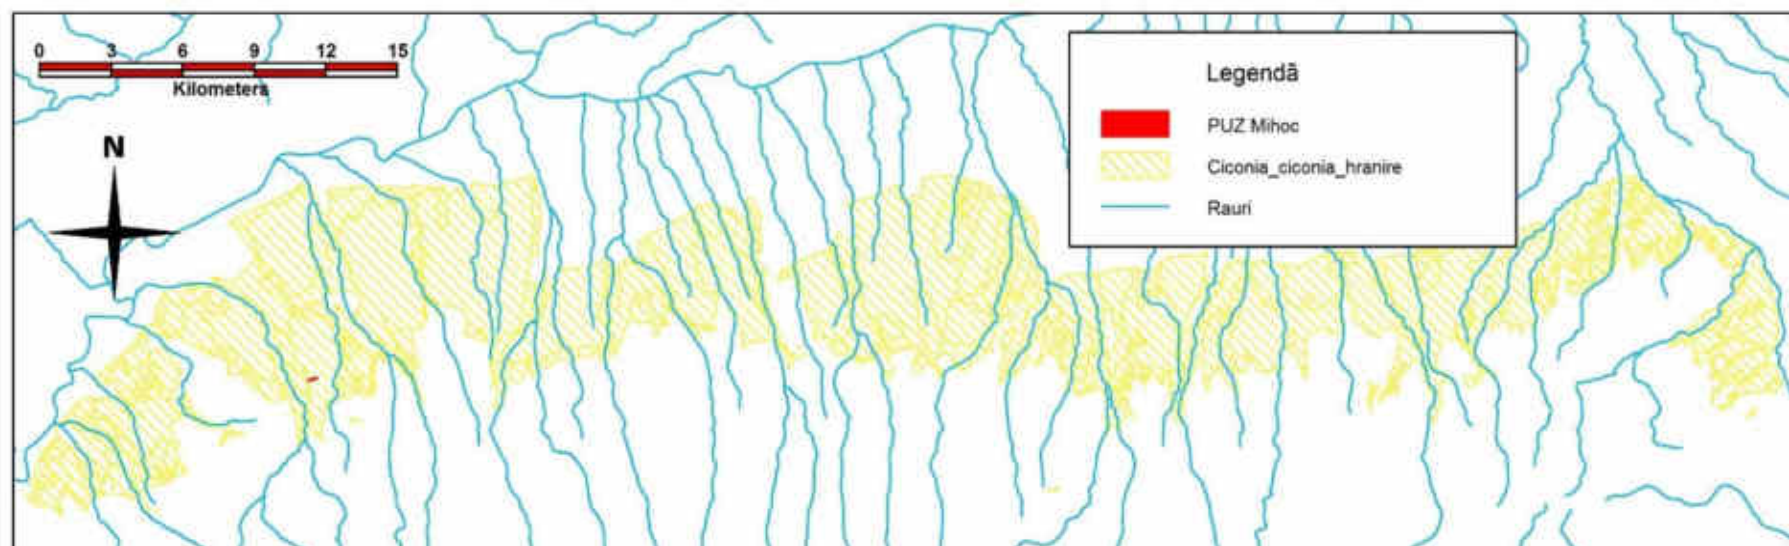 0 3 6 9 12 15
Kilometers
N
Legendă
PUZ Mihoc
Ciconia_ciconia_hranire
Rauri